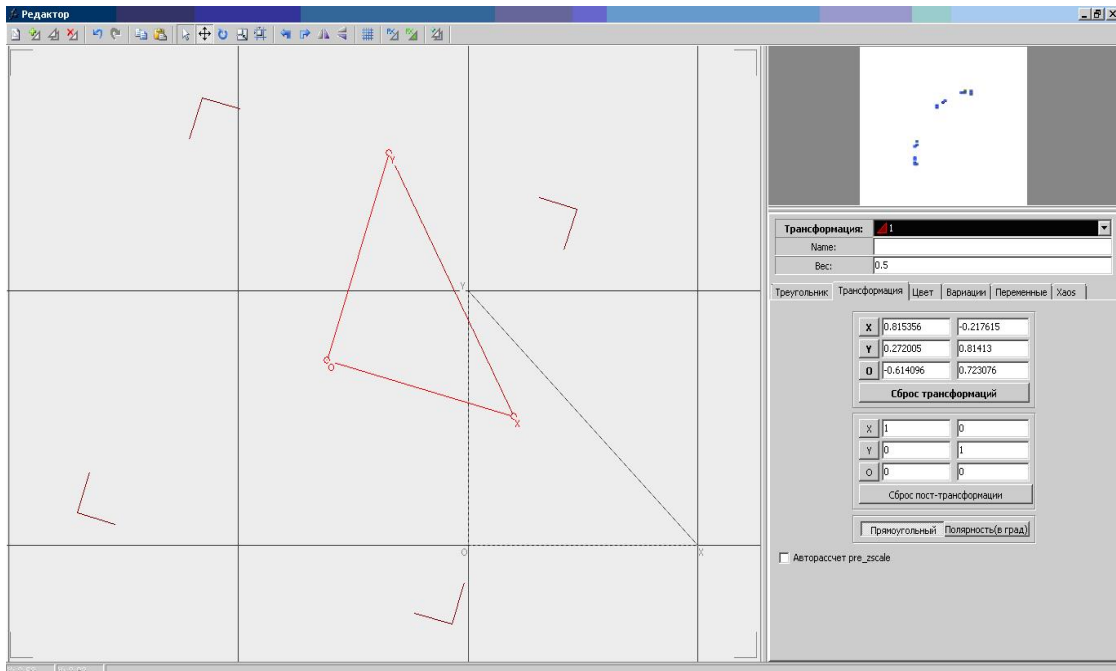 Редактор
Y
O
X
Y
O
X
Трансформация: 1
Name:
Вес: 0.5
Треугольник Трансформация Цвет Вариации Переменные Xaos
X 0.815356 -0.217615
Y 0.272005 0.81413
O -0.614096 0.723076
Сброс трансформаций
X 1 0
Y 0 1
O 0 0
Сброс пост-трансформации
Прямоугольный Полярность(в град)
Авторассчет pre_zscale